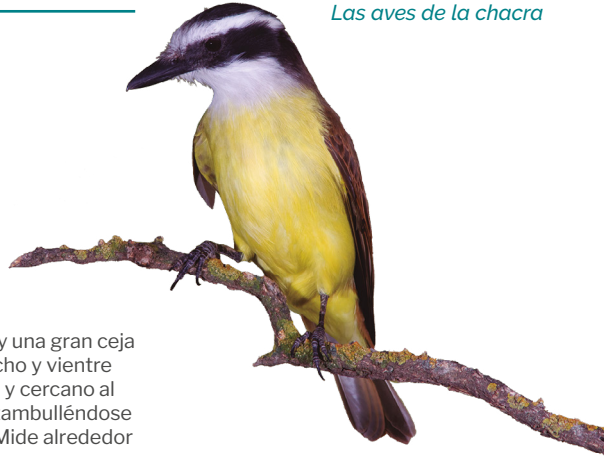 Las aves de la chacra
y una gran ceja
cho y vientre
y cercano al
ambulléndose
Mide alrededor